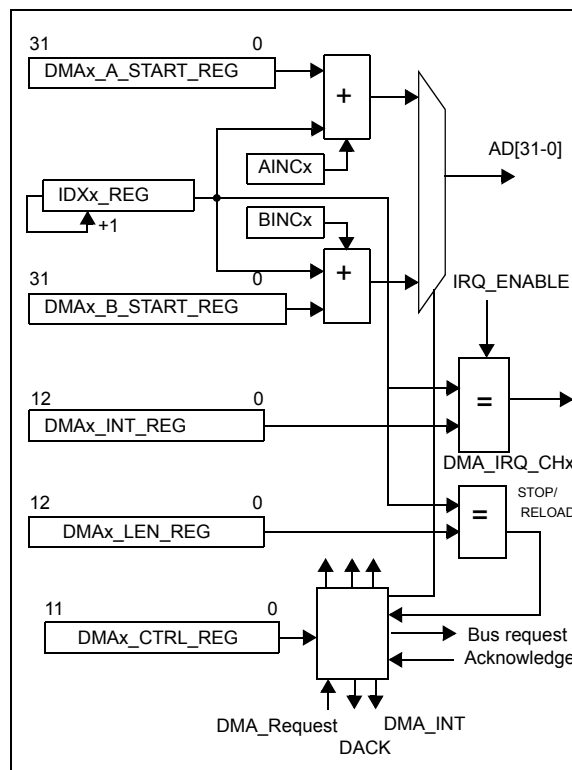 31 0
DMAx_A_START_REG
+
AD[31-0]
AINCx
IDXx_REG
+1
BINCx
31 0
+
IRQ_ENABLE
DMAx_B_START_REG
12 0
=
DMAx_INT_REG
DMA_IRQ_CHx
12 0
STOP/
RELOAD
=
DMAx_LEN_REG
11 0
DMAx_CTRL_REG
Bus request
Acknowledge
DMA_Request
DMA_INT
DACK